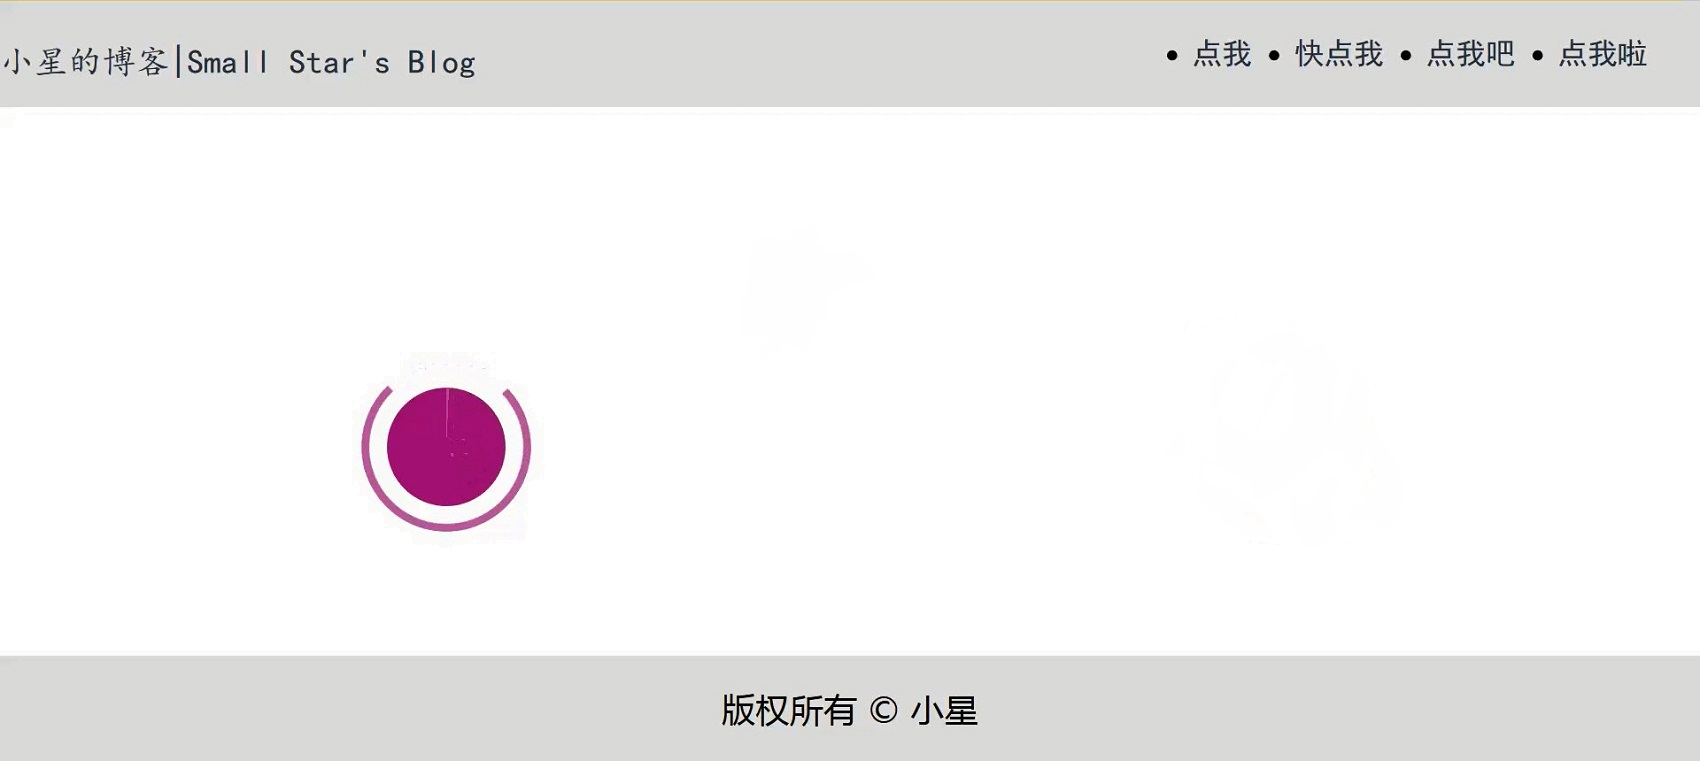 小星的博客|Small Star's Blog
• 点我 • 快点我 • 点我吧 • 点我啦
版权所有 © 小星